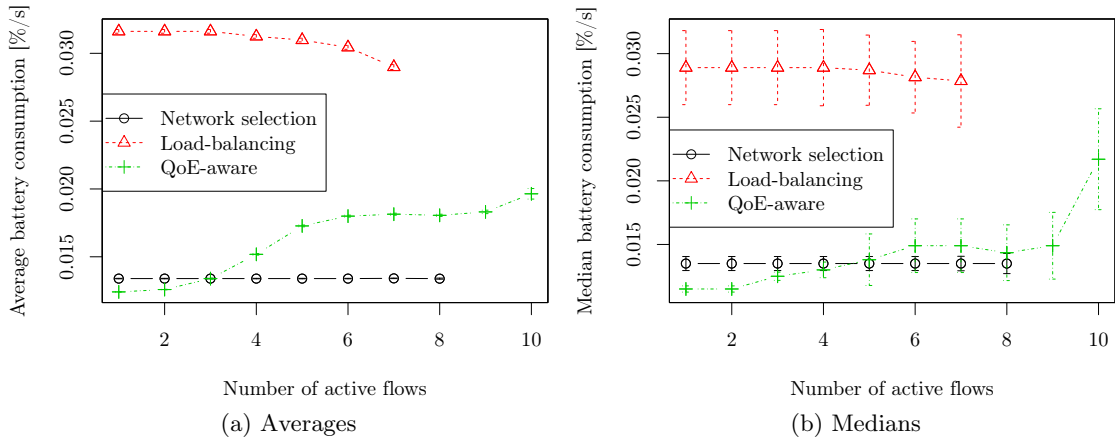 Average battery consumption [%/s]
0.030
0.025
0.020
0.015
Network selection
Load-balancing
QoE-aware
2 4 6 8 10
Number of active flows
(a) Averages
Median battery consumption [%/s]
0.030
0.025
0.020
0.015
Network selection
Load-balancing
QoE-aware
2 4 6 8 10
Number of active flows
(b) Medians